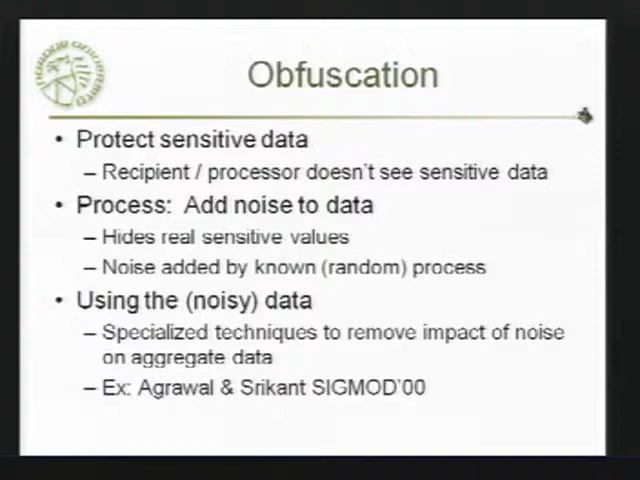 Obfuscation
• Protect sensitive data
– Recipient / processor doesn't see sensitive data
• Process: Add noise to data
– Hides real sensitive values
– Noise added by known (random) process
• Using the (noisy) data
– Specialized techniques to remove impact of noise
on aggregate data
– Ex: Agrawal & Srikant SIGMOD'00